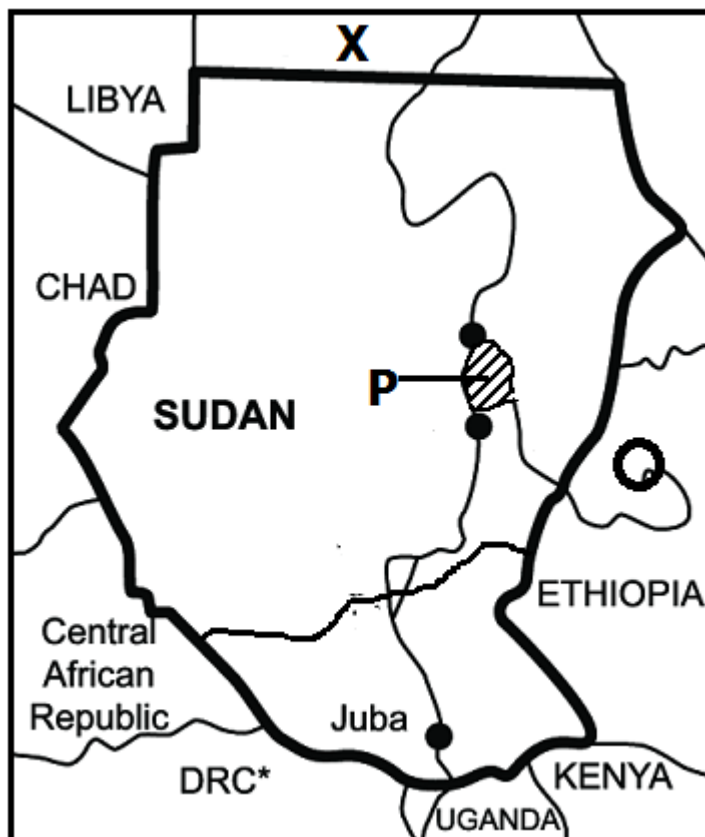 X
LIBYA
CHAD
P
SUDAN
ETHIOPIA
Central
African
Republic
Juba
DRC*
KENYA
UGANDA